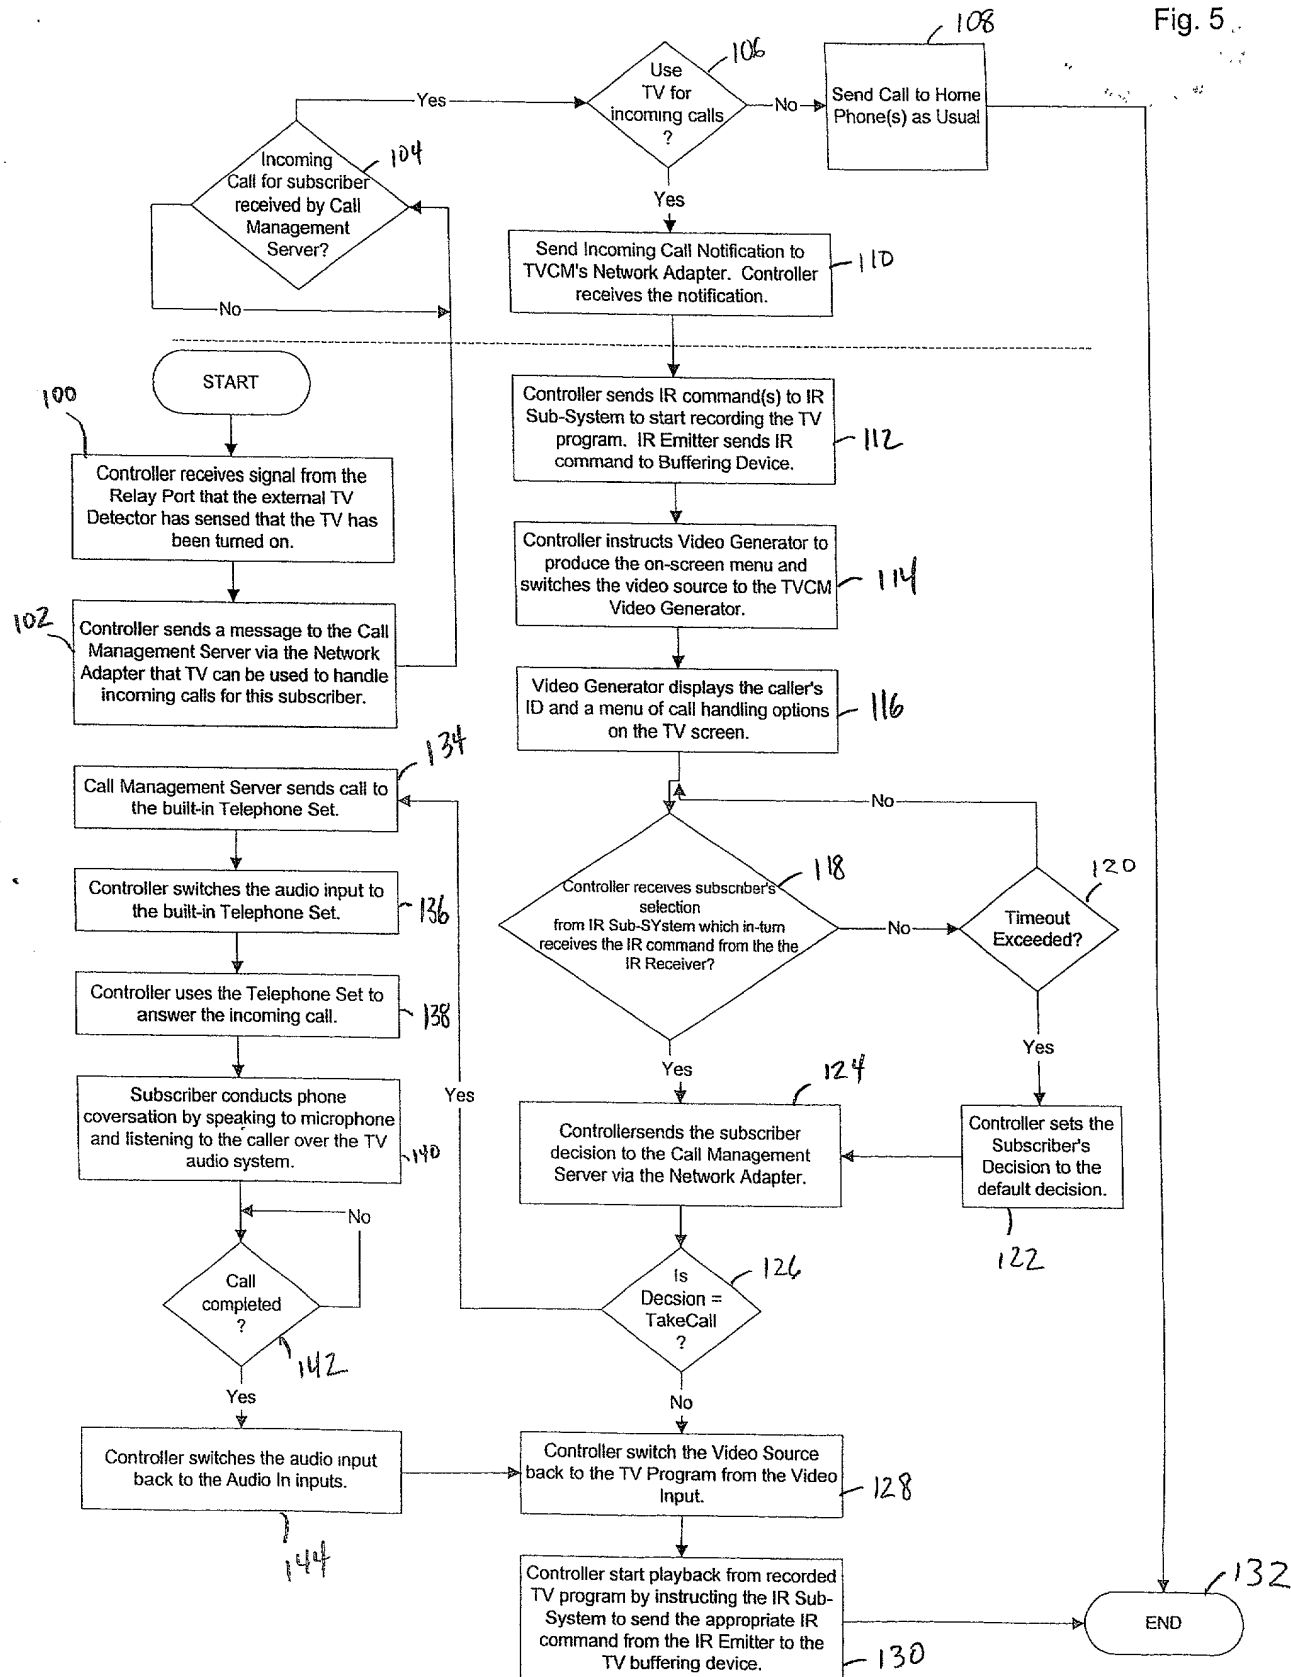 Fig. 5
108
106
Use
TV for
incoming calls
?
Yes
No
Send Call to Home
Phone(s) as Usual
Incoming
Call for subscriber
received by Call
Management
Server?
104
No
Yes
Send Incoming Call Notification to
TVCM's Network Adapter. Controller
receives the notification.
110
START
100
Controller receives signal from the
Relay Port that the external TV
Detector has sensed that the TV has
been turned on.
102
Controller sends a message to the Call
Management Server via the Network
Adapter that TV can be used to handle
incoming calls for this subscriber.
Controller sends IR command(s) to IR
Sub-System to start recording the TV
program. IR Emitter sends IR
command to Buffering Device.
112
Controller instructs Video Generator to
produce the on-screen menu and
switches the video source to the TVCM
Video Generator.
114
Video Generator displays the caller's
ID and a menu of call handling options
on the TV screen.
116
134
Call Management Server sends call to
the built-in Telephone Set.
No
Controller switches the audio input to
the built-in Telephone Set.
136
Controller receives subscriber's
selection
from IR Sub-SYstem which in-turn
receives the IR command from the the
IR Receiver?
118
No
120
Timeout
Exceeded?
Controller uses the Telephone Set to
answer the incoming call.
138
Yes
Yes
124
Subscriber conducts phone
coversation by speaking to microphone
and listening to the caller over the TV
audio system.
140
Yes
Controllersends the subscriber
decision to the Call Management
Server via the Network Adapter.
Controller sets the
Subscriber's
Decision to the
default decision.
122
No
Call
completed
?
142
Is
Decsion =
TakeCall
?
126
Yes
No
Controller switches the audio input
back to the Audio In inputs.
144
Controller switch the Video Source
back to the TV Program from the Video
Input.
128
Controller start playback from recorded
TV program by instructing the IR Sub-
System to send the appropriate IR
command from the IR Emitter to the
TV buffering device.
130
132
END